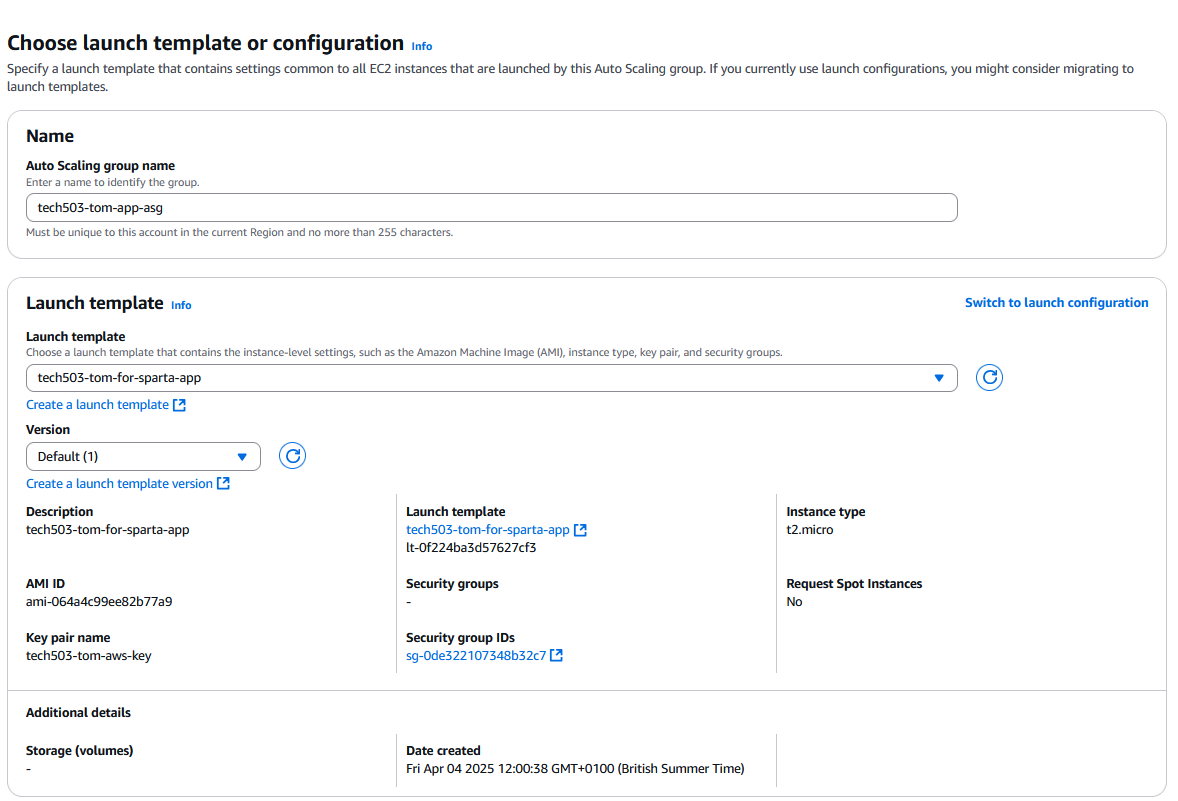 Choose launch template or configuration Info
Specify a launch template that contains settings common to all EC2 instances that are launched by this Auto Scaling group. If you currently use launch configurations, you might consider migrating to
launch templates.
Name
Auto Scaling group name
Enter a name to identify the group.
tech503-tom-app-asg
Must be unique to this account in the current Region and no more than 255 characters.
Launch template Info
Switch to launch configuration
Launch template
Choose a launch template that contains the instance-level settings, such as the Amazon Machine Image (AMI), instance type, key pair, and security groups.
tech503-tom-for-sparta-app
Create a launch template
Version
Default (1)
Create a launch template version
Description
tech503-tom-for-sparta-app
Launch template
tech503-tom-for-sparta-app
lt-0f224ba3d57627cf3
Instance type
t2.micro
AMI ID
ami-064a4c99ee82b77a9
Security groups
-
Request Spot Instances
No
Key pair name
tech503-tom-aws-key
Security group IDs
sg-0de322107348b32c7
Additional details
Storage (volumes)
-
Date created
Fri Apr 04 2025 12:00:38 GMT+0100 (British Summer Time)